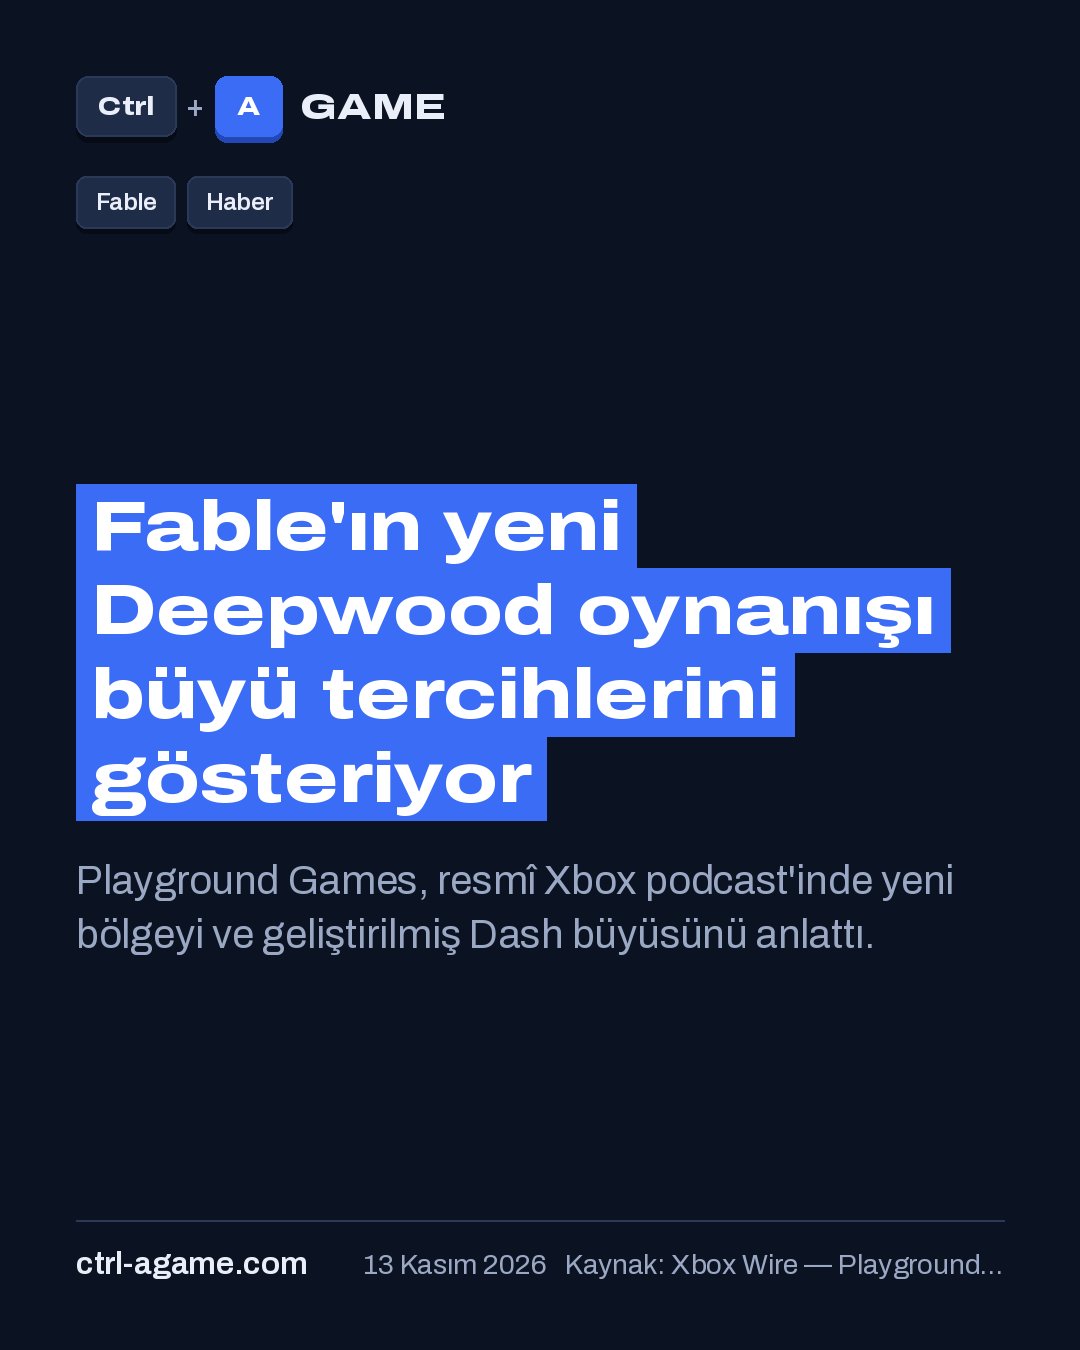 Ctrl + A GAME
Fable Haber
Fable'ın yeni
Deepwood oynanışı
büyü tercihlerini
gösteriyor
Playground Games, resmî Xbox podcast'inde yeni
bölgeyi ve geliştirilmiş Dash büyüsünü anlattı.
ctrl-agame.com 13 Kasım 2026 Kaynak: Xbox Wire — Playground...